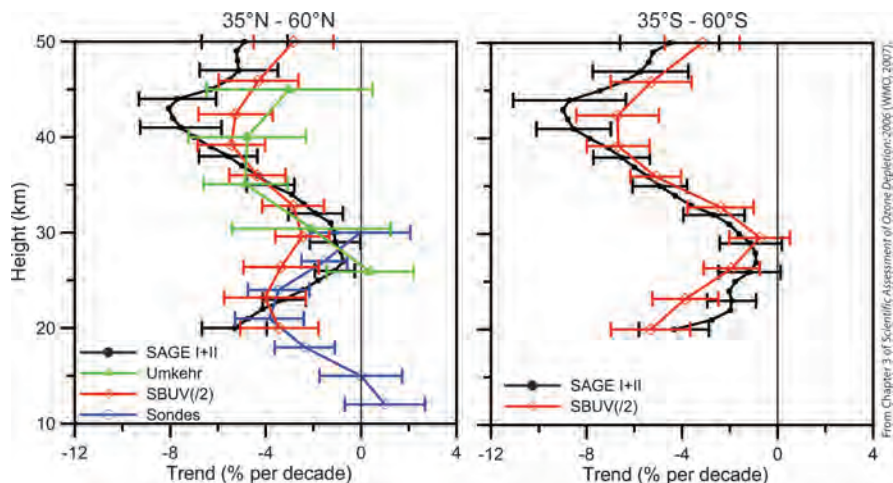 35°N - 60°N
35°S - 60°S
50
40
30
20
10
Height (km)
SAGE I+II
Umkehr
SBUV(/2)
Sondes
-12
-8
-4
0
4
Trend (% per decade)
SAGE I+II
SBUV(/2)
-12
-8
-4
0
4
Trend (% per decade)
From Chapter 3 of Scientific Assessment of Ozone Depletion: 2006 (WMO, 2007).